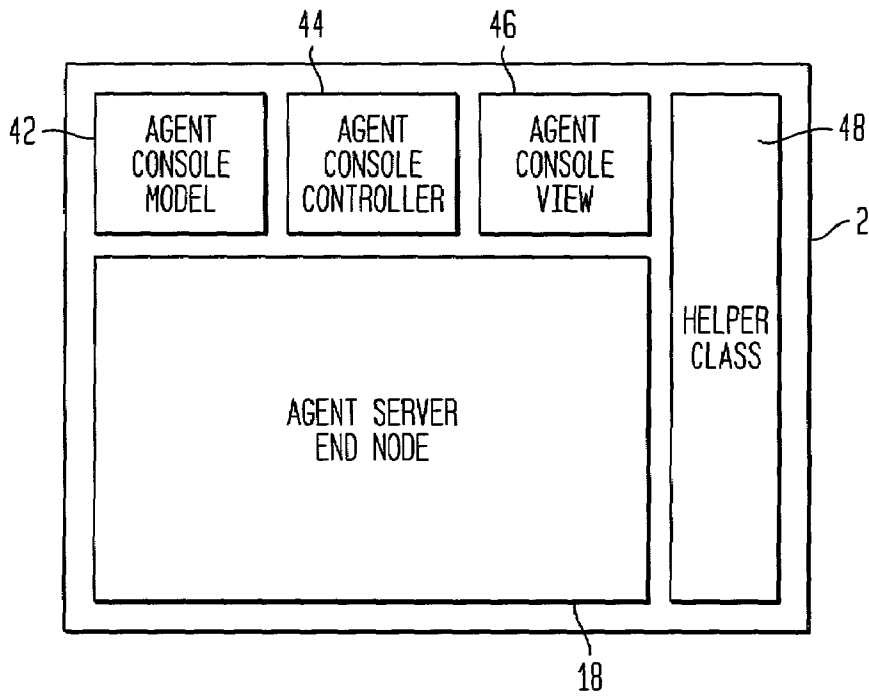 44
46
42
AGENT
CONSOLE
MODEL
AGENT
CONSOLE
CONTROLLER
AGENT
CONSOLE
VIEW
48
2
HELPER
CLASS
AGENT SERVER
END NODE
18